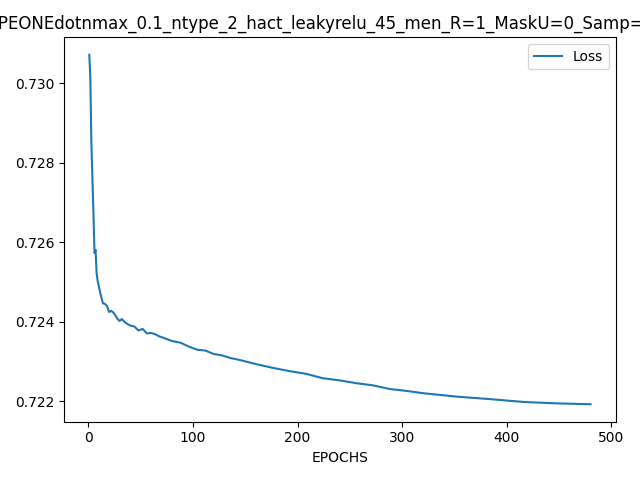 PEONEdotnmax_0.1_ntype_2_hact_leakyrelu_45_men_R=1_MaskU=0_Samp=
Loss
0.730
0.728
0.726
0.724
0.722
0 100 200 300 400 500
EPOCHS